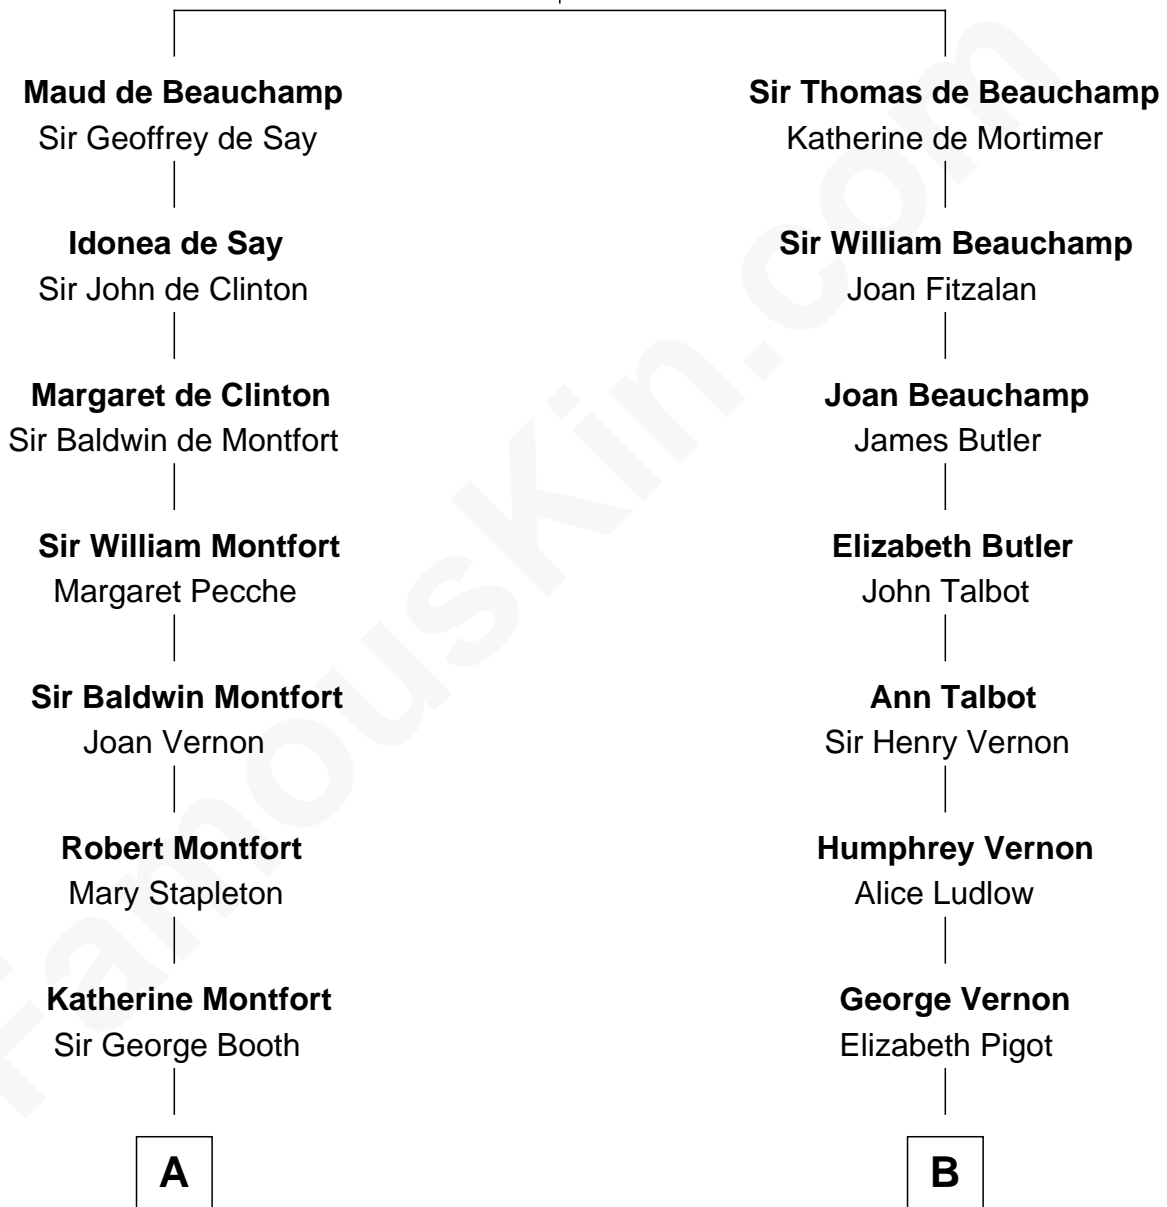 Maud de Beauchamp
Sir Geoffrey de Say
Idonea de Say
Sir John de Clinton
Margaret de Clinton
Sir Baldwin de Montfort
Sir William Montfort
Margaret Pecche
Sir Baldwin Montfort
Joan Vernon
Robert Montfort
Mary Stapleton
Katherine Montfort
Sir George Booth
A
Sir Thomas de Beauchamp
Katherine de Mortimer
Sir William Beauchamp
Joan Fitzalan
Joan Beauchamp
James Butler
Elizabeth Butler
John Talbot
Ann Talbot
Sir Henry Vernon
Humphrey Vernon
Alice Ludlow
George Vernon
Elizabeth Pigot
B
FamousKin.com